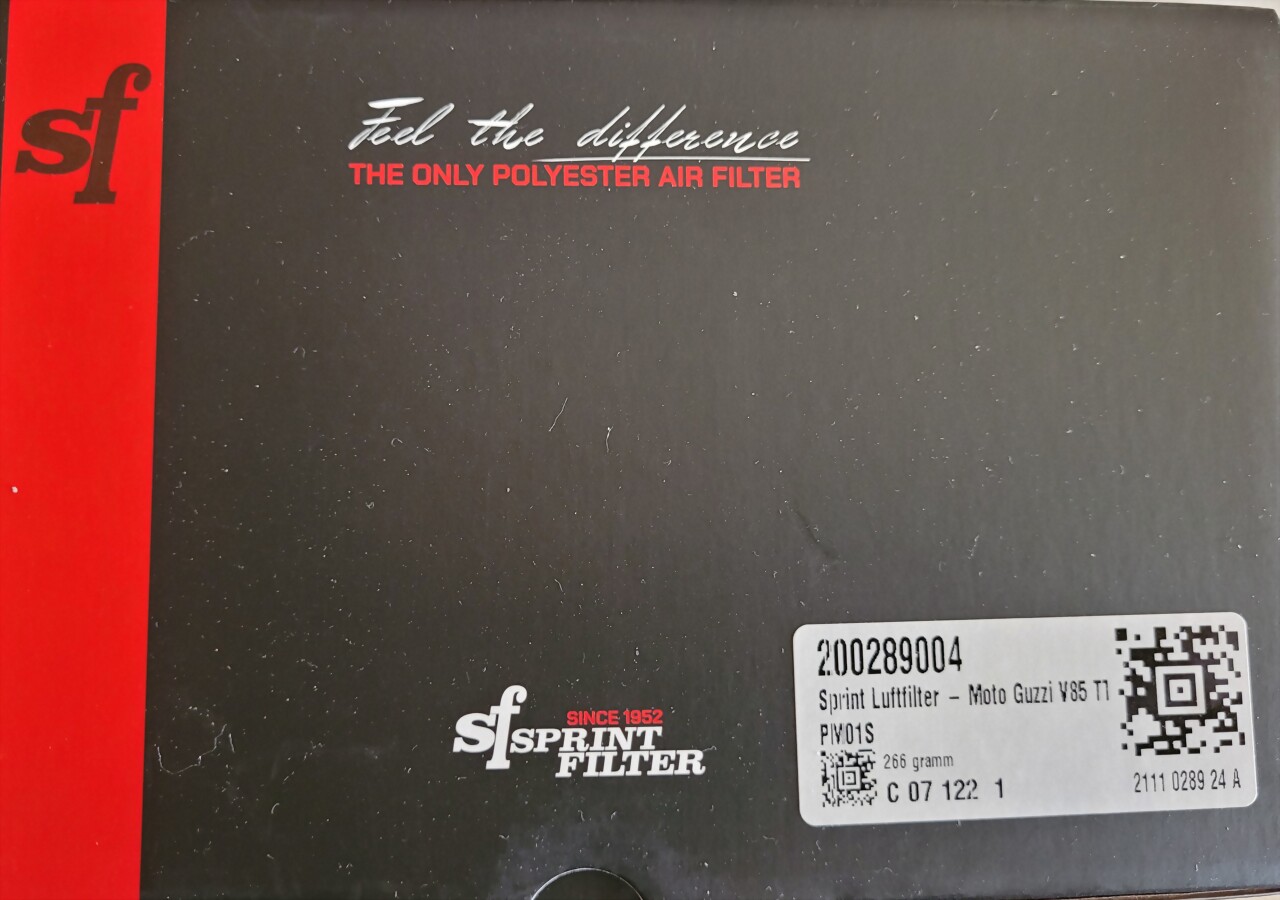 sf
Feel the difference
THE ONLY POLYESTER AIR FILTER
sf SINCE 1952
SPRINT
FILTER
200289004
Sprint Luftfilter – Moto Guzzi V85 TT
PM01S
266 gramm
C 07 122 1
2111 0289 24 A